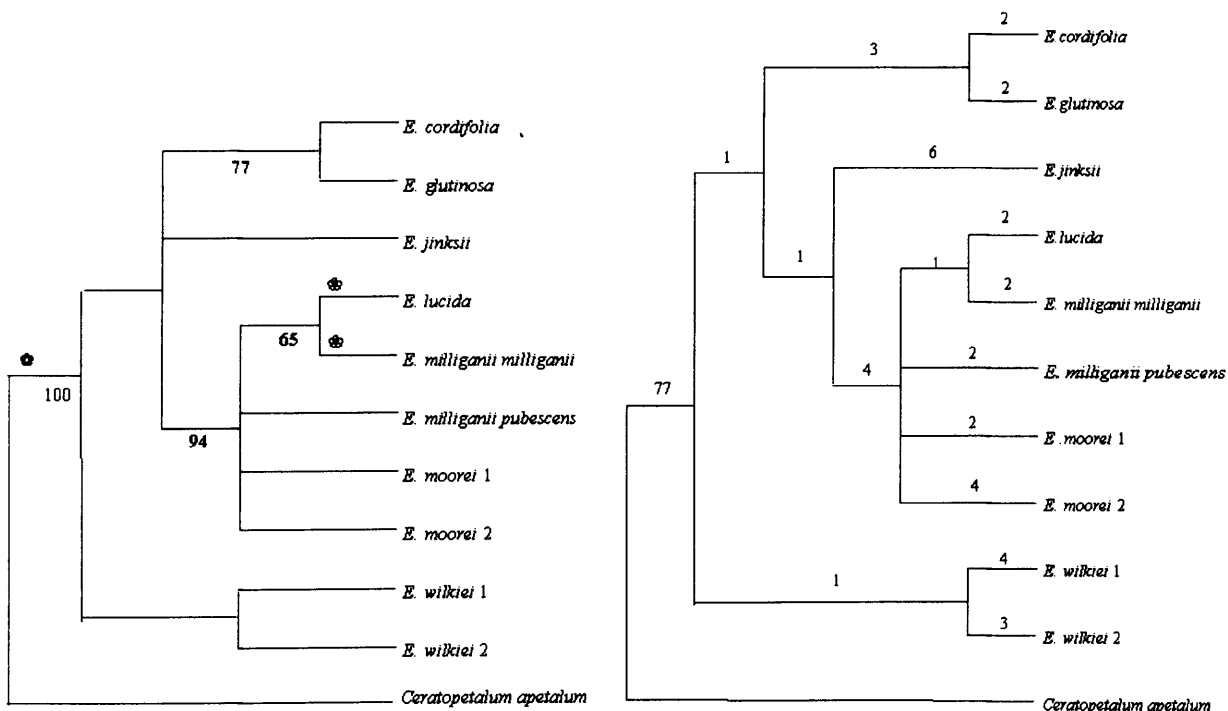 E. cordifolia
77
E. glutinosa
E. jinksii
E. lucida
65
E. milliganii milliganii
100
E. milliganii pubescens
94
E. moorei 1
E. moorei 2
E. wilkiei 1
E. wilkiei 2
Ceratopetalum apetalum
2
E. cordifolia
3
2
E. glutinosa
1
6
E. jinksii
2
E. lucida
1
1
2
E. milliganii milliganii
2
E. milliganii pubescens
4
77
2
E. moorei 1
4
E. moorei 2
4
E. wilkiei 1
1
3
E. wilkiei 2
Ceratopetalum apetalum